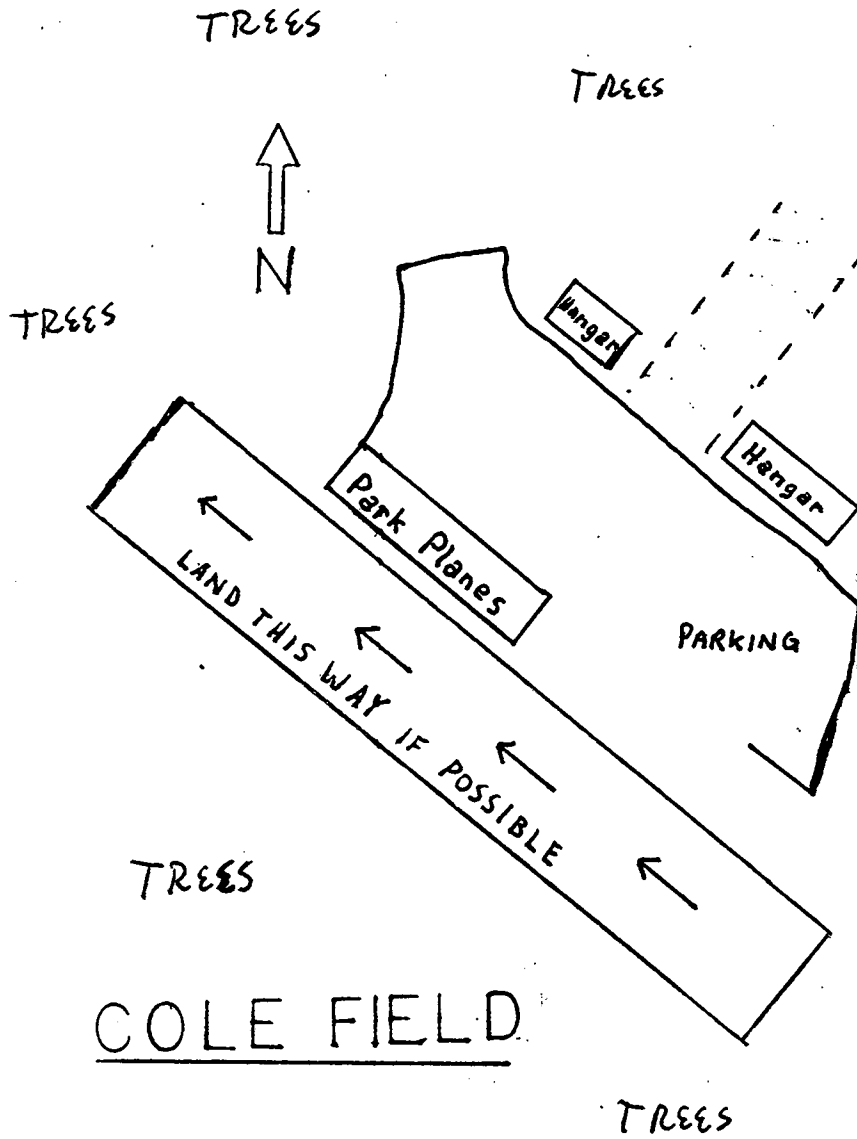 TREES
TREES
N
TREES
Hangar
Hangar
Park Planes
LAND THIS WAY IF POSSIBLE
PARKING
TREES
COLE FIELD
TREES